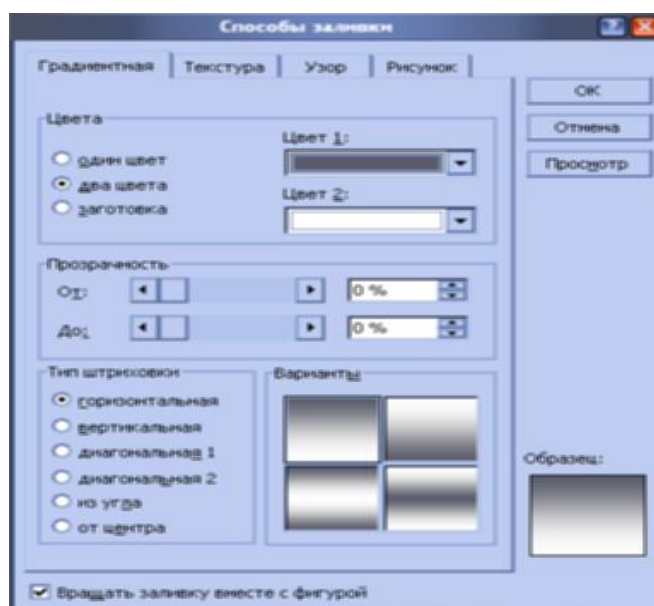 Способы заливки
Градиентная Текстура Узор Рисунок
ОК
Отмена
Просмотр
Цвета
один цвет
два цвета
заготовка
Цвет 1:
Цвет 2:
Прозрачность
От: 0 %
До: 0 %
Тип штриховки
горизонтальная
вертикальная
диагональная 1
диагональная 2
из угла
от центра
Варианты
Образец:
Вращать заливку вместе с фигурой